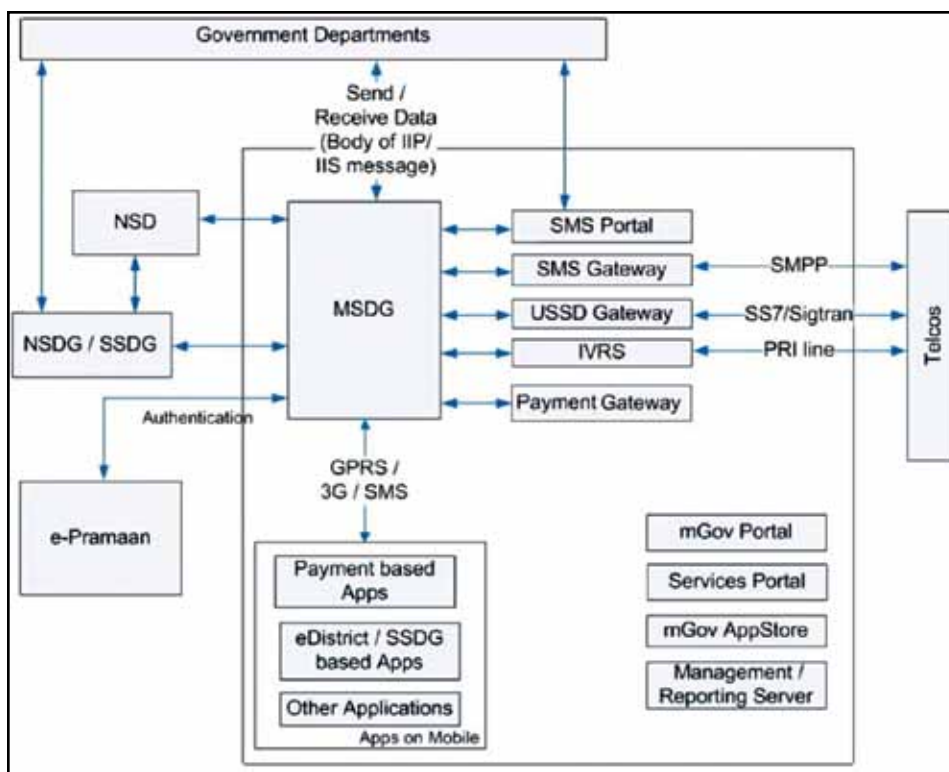 Government Departments
Send /
Receive Data
(Body of IIP/
IIS message)
NSD
MSDG
SMS Portal
SMS Gateway
SMPP
USSD Gateway
SS7/Sigtran
NSDG / SSDG
IVRS
PRI line
Telcos
Payment Gateway
Authentication
GPRS /
3G / SMS
e-Pramaan
Payment based
Apps
eDistrict / SSDG
based Apps
Other Applications
Apps on Mobile
mGov Portal
Services Portal
mGov AppStore
Management /
Reporting Server